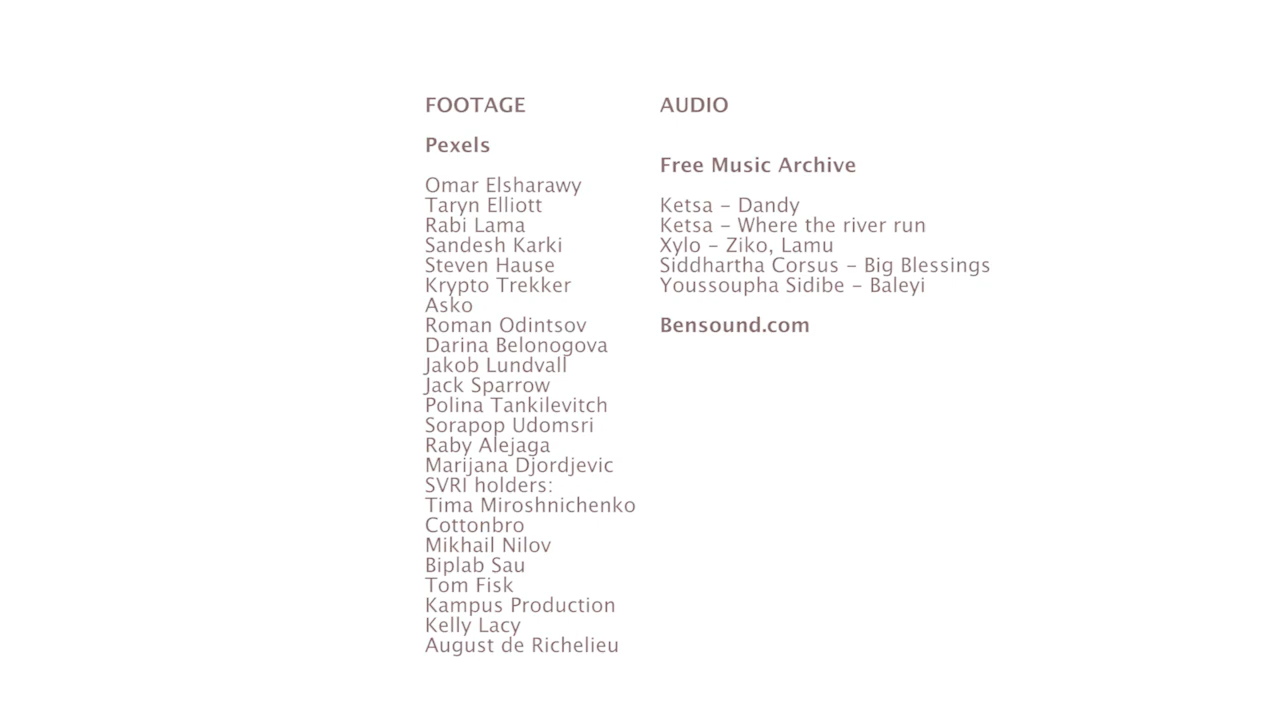 FOOTAGE
Pexels
Omar Elsharawy
Taryn Elliott
Rabi Lama
Sandesh Karki
Steven Hause
Krypto Trekker
Asko
Roman Odintsov
Darina Belonogova
Jakob Lundvall
Jack Sparrow
Polina Tankilevitch
Sorapop Udomsri
Raby Alejaga
Marijana Djordjevic
SVRI holders:
Tima Miroshnichenko
Cottonbro
Mikhail Nilov
Biplab Sau
Tom Fisk
Kampus Production
Kelly Lacy
August de Richelieu
AUDIO
Free Music Archive
Ketsa – Dandy
Ketsa – Where the river run
Xylo – Ziko, Lamu
Siddhartha Corsus – Big Blessings
Youssoupha Sidibe – Baleyi
Bensound.com